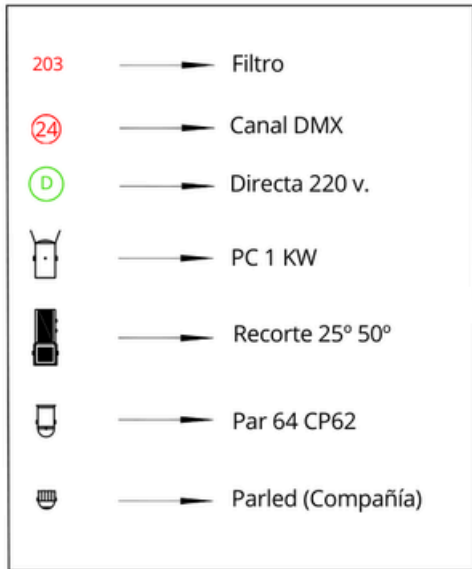 203 Filtro
24 Canal DMX
D Directa 220 v.
PC 1 KW
Recorte 25º 50º
Par 64 CP62
Parled (Compañía)